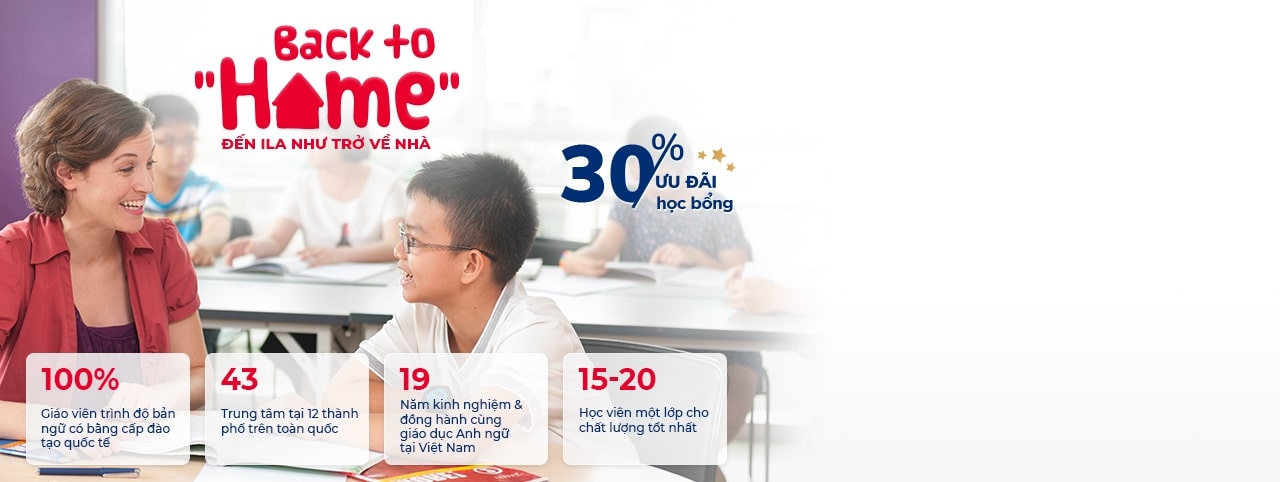 Back to
"Home"
ĐẾN ILA NHƯ TRỞ VỀ NHÀ
30%
ƯU ĐÃI
học bổng
100%
Giáo viên trình độ bản
ngữ có bằng cấp đào
tạo quốc tế
43
Trung tâm tại 12 thành
phố trên toàn quốc
19
Năm kinh nghiệm &
đồng hành cùng
giáo dục Anh ngữ
tại Việt Nam
15-20
Học viên một lớp cho
chất lượng tốt nhất